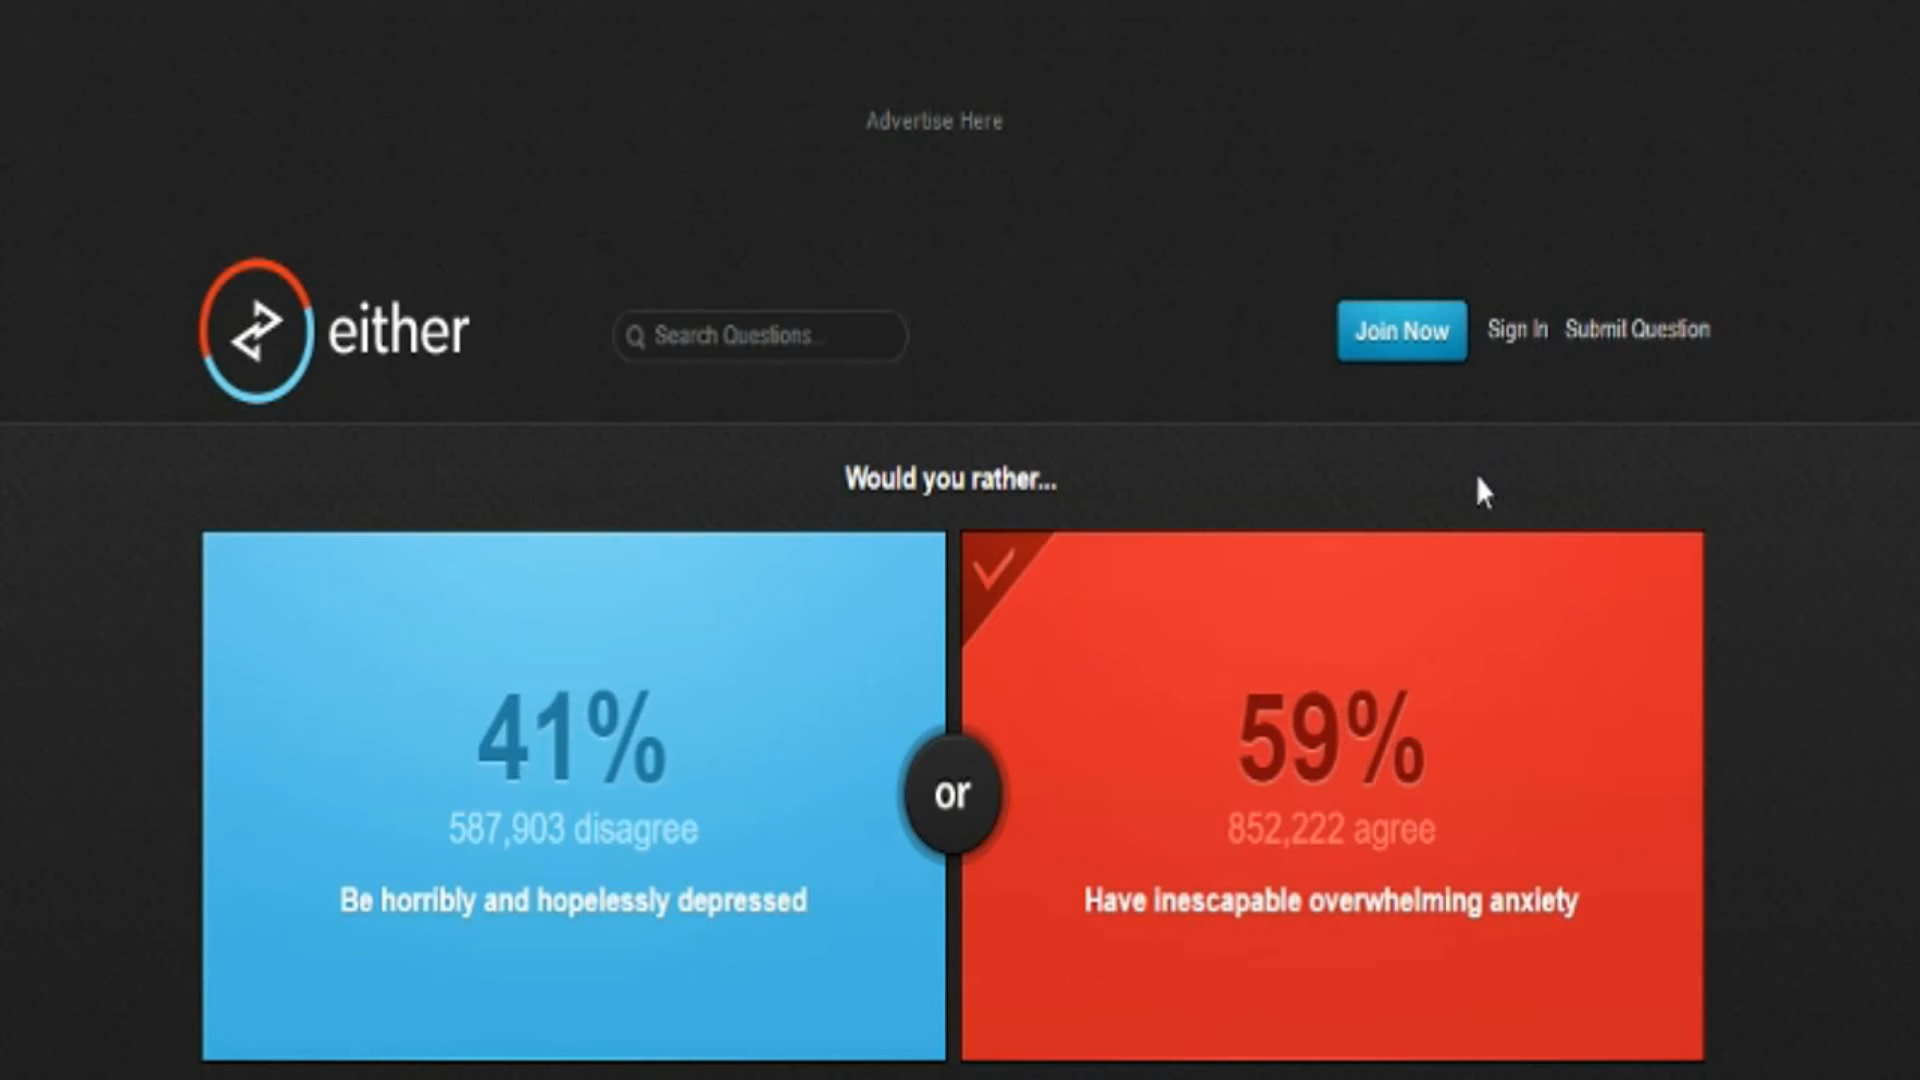 Advertise Here
either
Search Questions...
Join Now
Sign In
Submit Question
Would you rather...
41%
587,903 disagree
Be horribly and hopelessly depressed
or
59%
852,222 agree
Have inescapable overwhelming anxiety